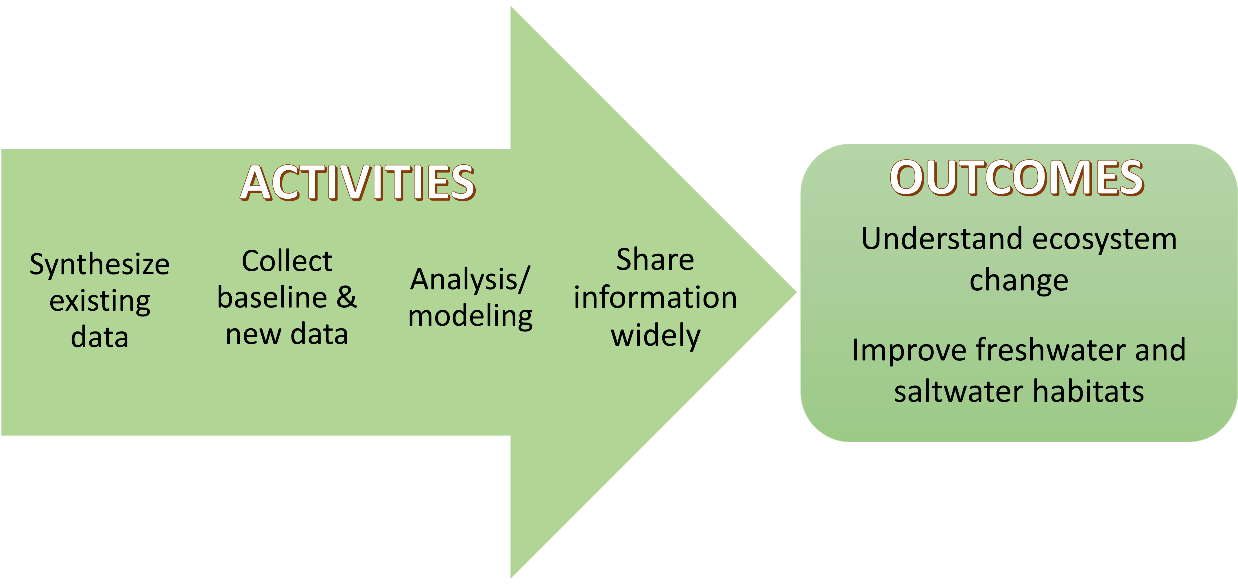 ACTIVITIES
Synthesize
existing
data
Collect
baseline &
new data
Analysis/
modeling
Share
information
widely
OUTCOMES
Understand ecosystem
change
Improve freshwater and
saltwater habitats